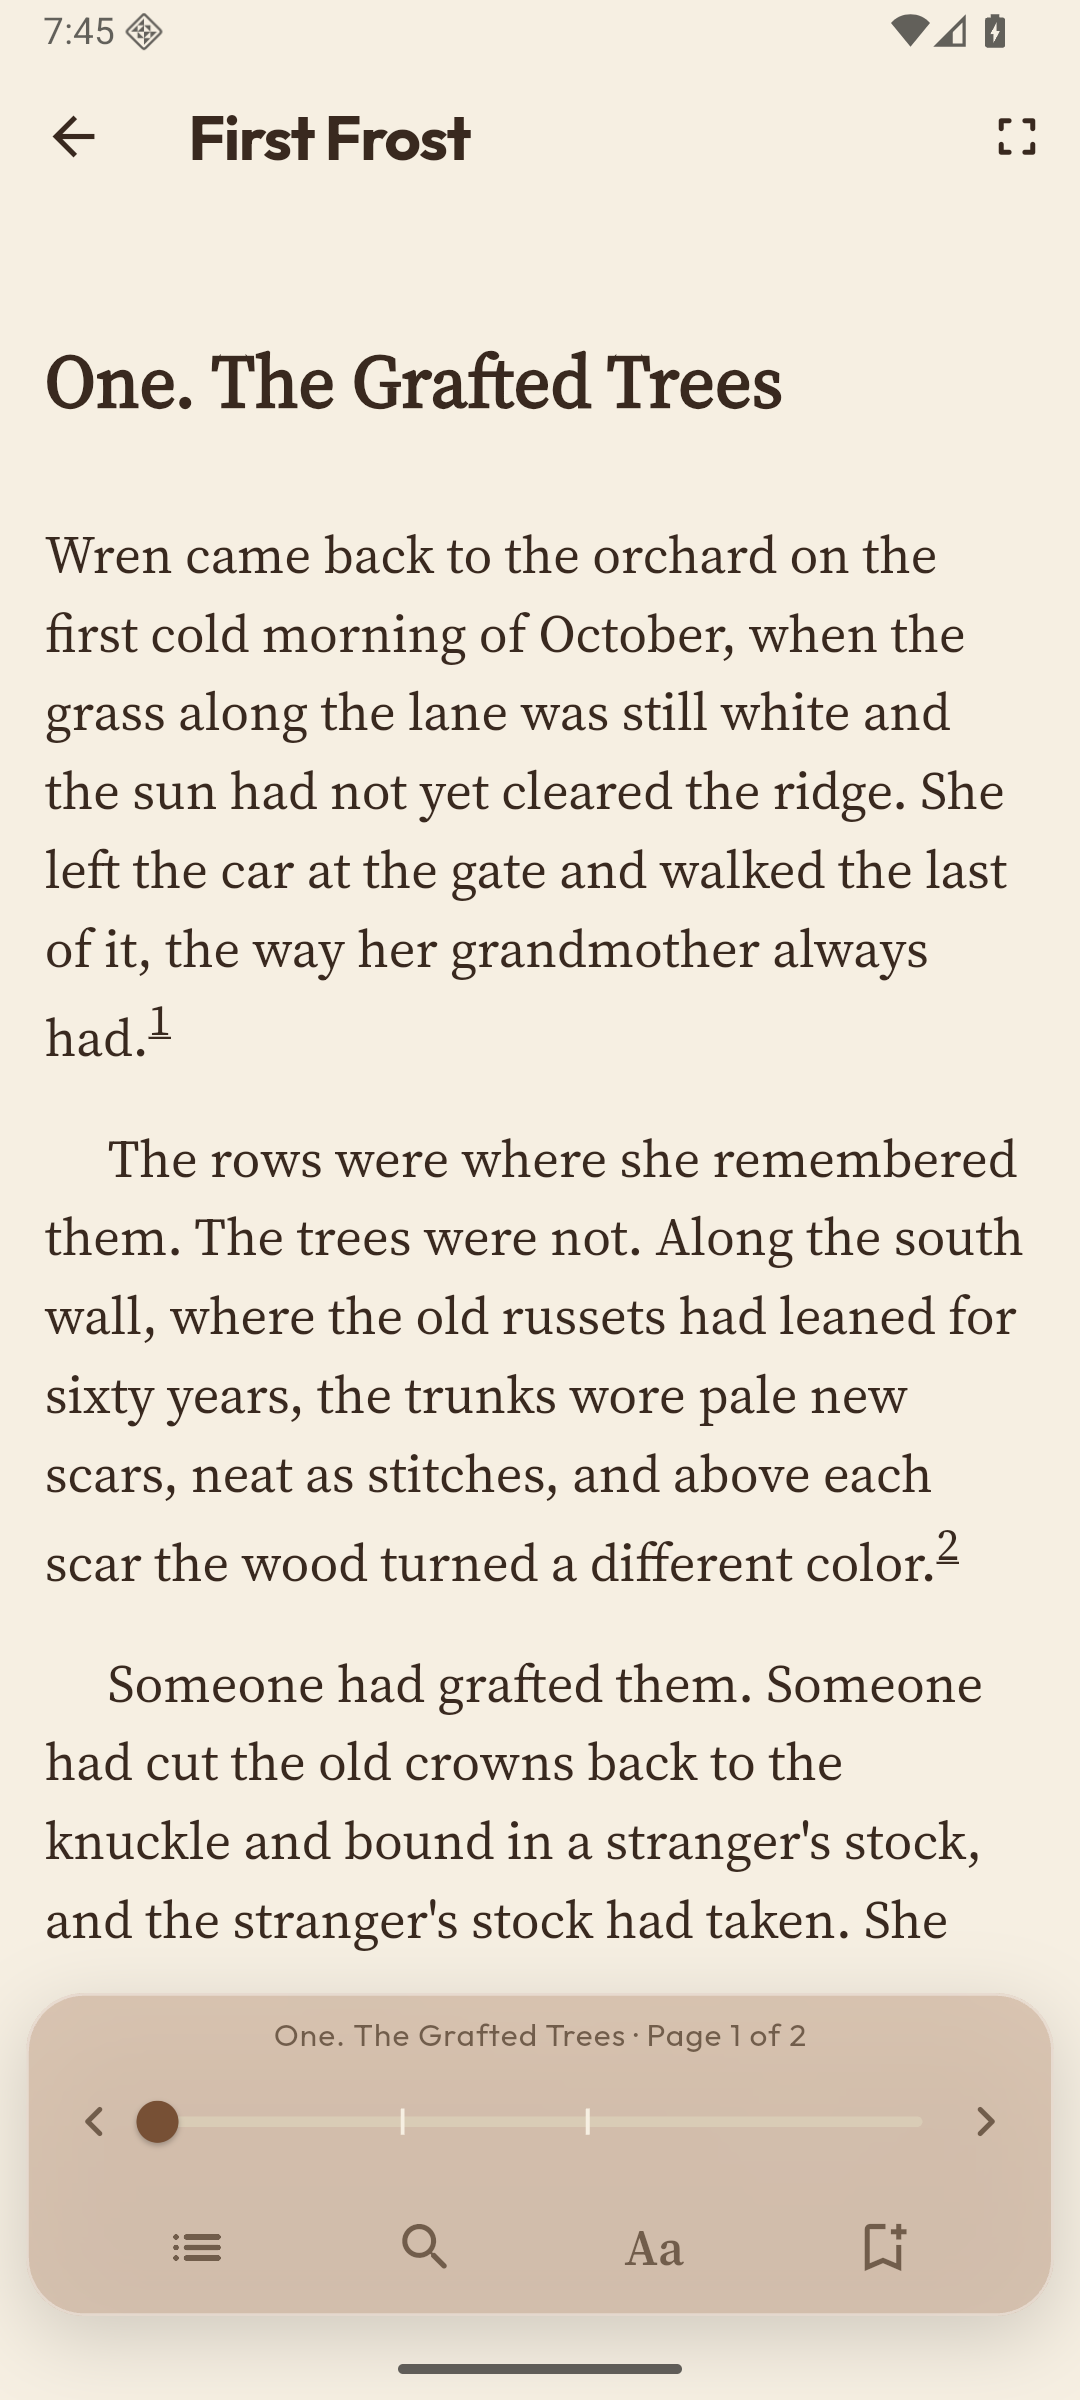 7:45
First Frost
One. The Grafted Trees
Wren came back to the orchard on the
first cold morning of October, when the
grass along the lane was still white and
the sun had not yet cleared the ridge. She
left the car at the gate and walked the last
of it, the way her grandmother always
had.1
The rows were where she remembered
them. The trees were not. Along the south
wall, where the old russets had leaned for
sixty years, the trunks wore pale new
scars, neat as stitches, and above each
scar the wood turned a different color.2
Someone had grafted them. Someone
had cut the old crowns back to the
knuckle and bound in a stranger's stock,
and the stranger's stock had taken. She
One. The Grafted Trees · Page 1 of 2
Aa